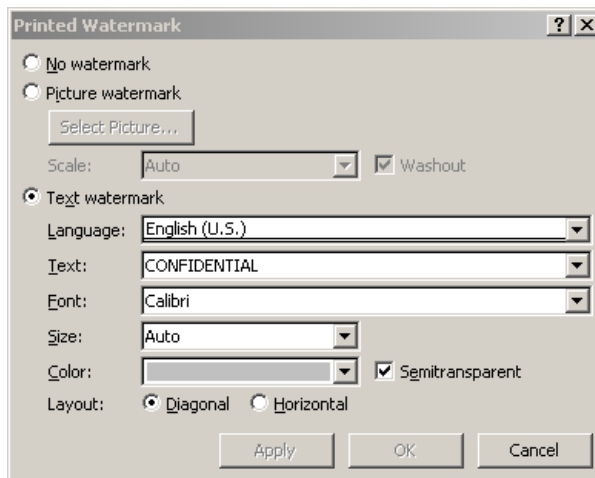 Printed Watermark
No watermark
Picture watermark
Select Picture...
Scale: Auto Washout
Text watermark
Language: English (U.S.)
Text: CONFIDENTIAL
Font: Calibri
Size: Auto
Color: Semitransparent
Layout: Diagonal Horizontal
Apply OK Cancel